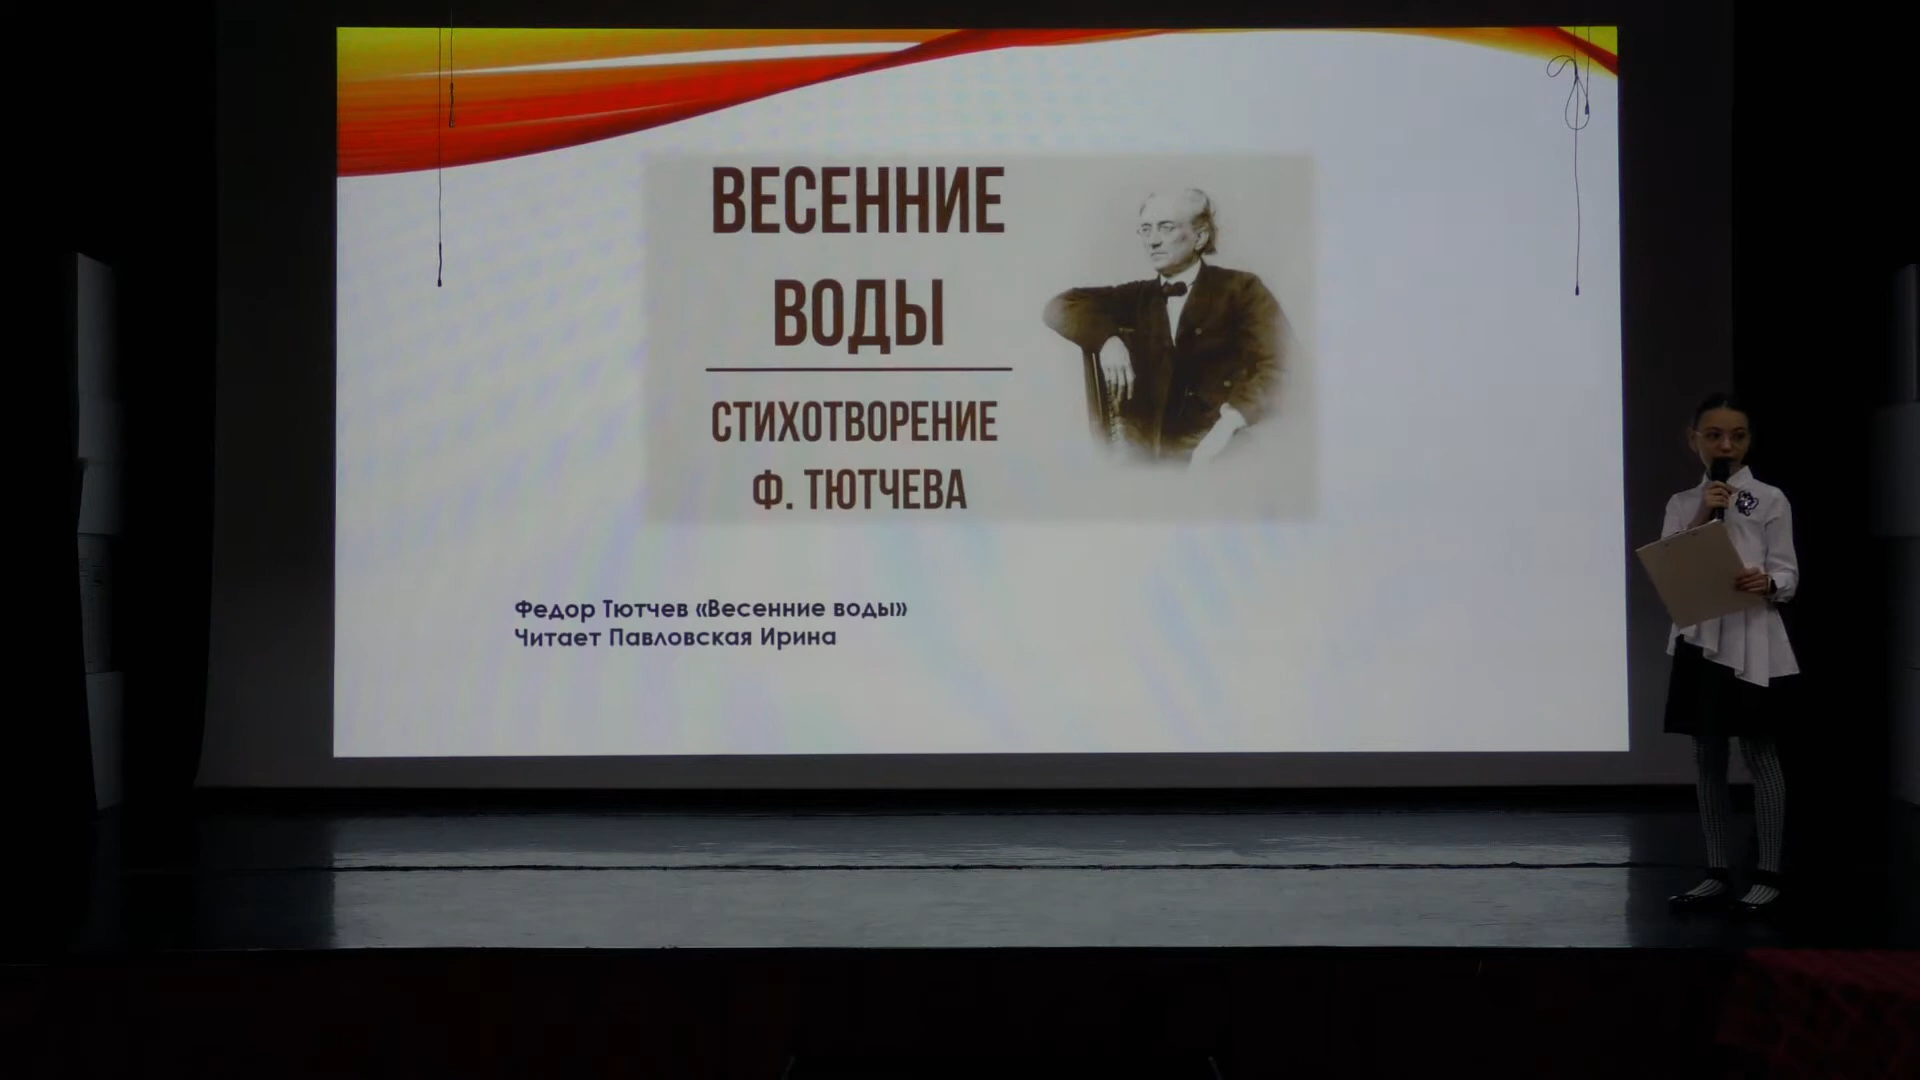 ВЕСЕННИЕ
ВОДЫ
СТИХОТВОРЕНИЕ
Ф. ТЮТЧЕВА
Федор Тютчев «Весенние воды»
Читает Павловская Ирина